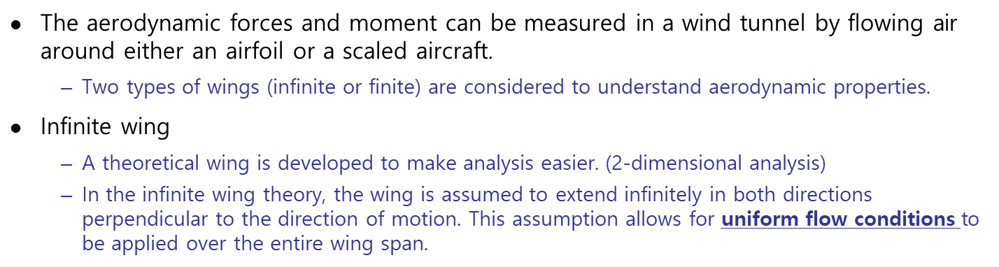 ● The aerodynamic forces and moment can be measured in a wind tunnel by flowing air
around either an airfoil or a scaled aircraft.
– Two types of wings (infinite or finite) are considered to understand aerodynamic properties.
● Infinite wing
– A theoretical wing is developed to make analysis easier. (2-dimensional analysis)
– In the infinite wing theory, the wing is assumed to extend infinitely in both directions
perpendicular to the direction of motion. This assumption allows for uniform flow conditions to
be applied over the entire wing span.